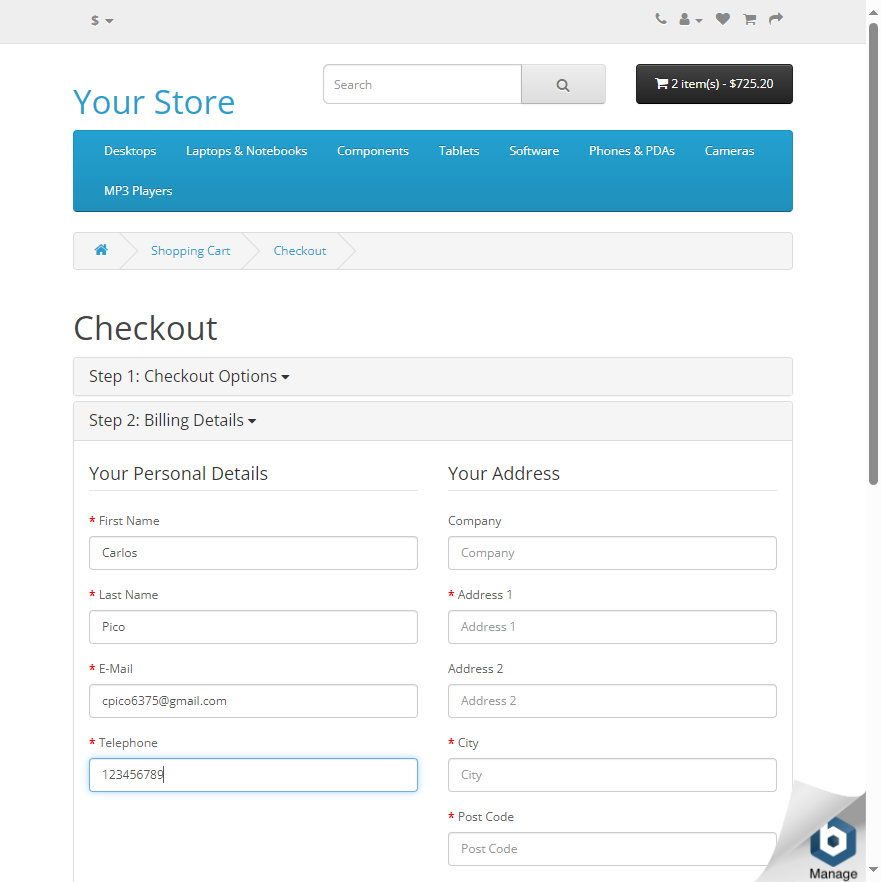 $
Your Store
Search
2 item(s) - $725.20
Desktops Laptops & Notebooks Components Tablets Software Phones & PDAs Cameras
MP3 Players
Shopping Cart Checkout
Checkout
Step 1: Checkout Options
Step 2: Billing Details
Your Personal Details
* First Name
Carlos
* Last Name
Pico
* E-Mail
cpico6375@gmail.com
* Telephone
123456789
Your Address
Company
Company
* Address 1
Address 1
Address 2
Address 2
* City
City
* Post Code
Post Code
b
Manage